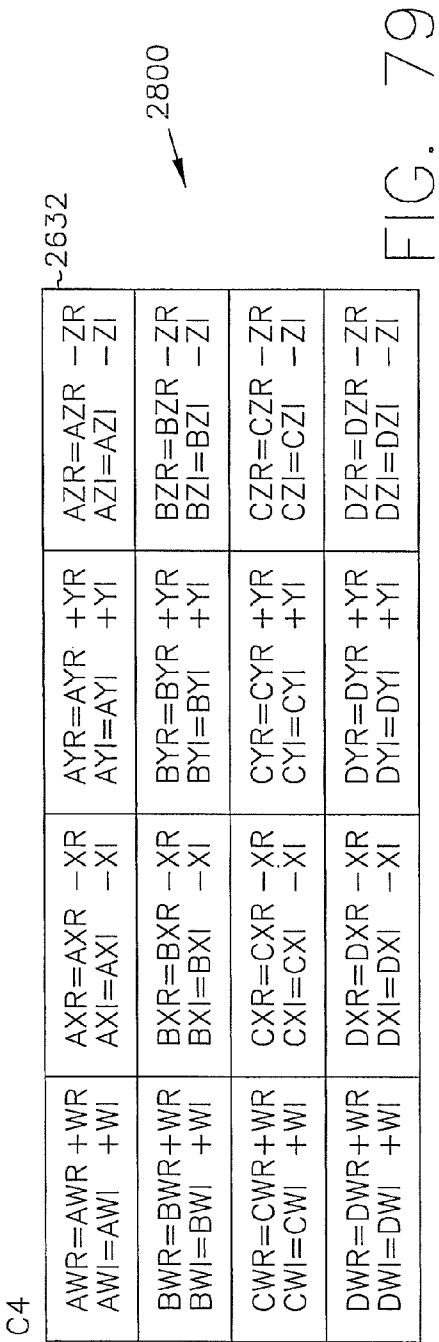 C4
AWR=AWR +WR
AWI=AWI +WI
AXR=AXR −XR
AXI=AXI −XI
AYR=AYR +YR
AYI=AYI +YI
AZR=AZR −ZR
AZI=AZI −ZI
BWR=BWR+WR
BWI=BWI +WI
BXR=BXR −XR
BXI=BXI −XI
BYR=BYR +YR
BYI=BYI +YI
BZR=BZR −ZR
BZI=BZI −ZI
CWR=CWR+WR
CWI=CWI +WI
CXR=CXR −XR
CXI=CXI −XI
CYR=CYR +YR
CYI=CYI +YI
CZR=CZR −ZR
CZI=CZI −ZI
DWR=DWR+WR
DWI=DWI +WI
DXR=DXR −XR
DXI=DXI −XI
DYR=DYR +YR
DYI=DYI +YI
DZR=DZR −ZR
DZI=DZI −ZI
2632
2800
FIG. 79